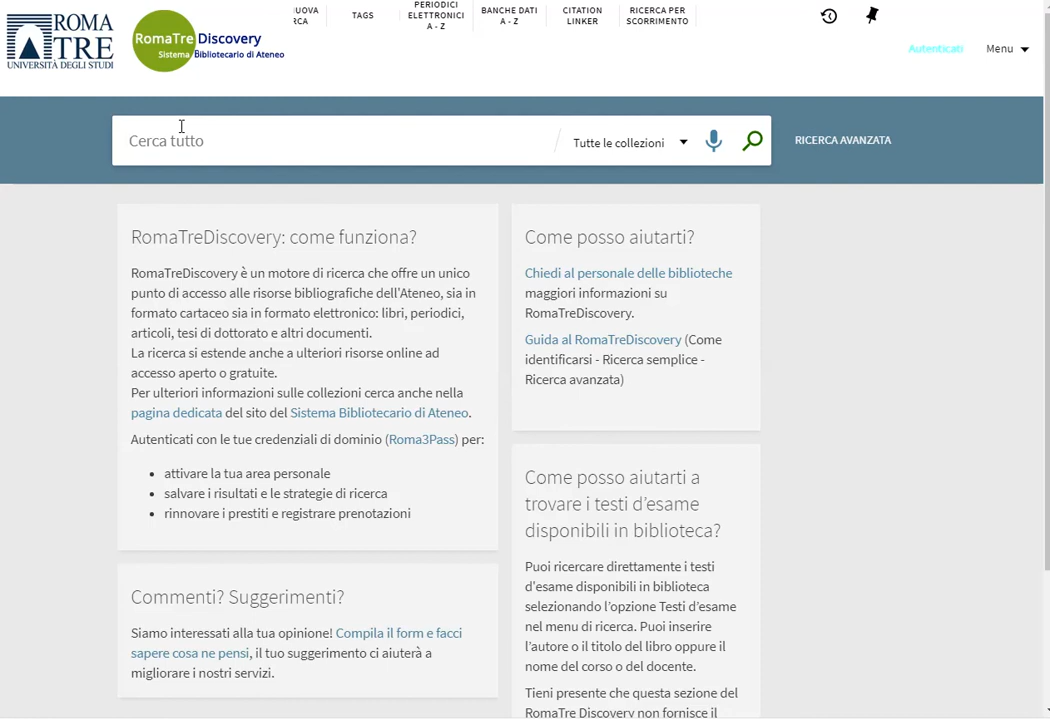 ROMA
TRE
UNIVERSITÀ DEGLI STUDI
RomaTre Discovery
Sistema Bibliotecario di Ateneo
UOVA
RCA
TAGS
PERIODICI
ELETTRONICI
A - Z
BANCHE DATI
A - Z
CITATION
LINKER
RICERCA PER
SCORRIMENTO
Autenticati
Menu
Cerca tutto
Tutte le collezioni
RICERCA AVANZATA
RomaTreDiscovery: come funziona?
RomaTreDiscovery è un motore di ricerca che offre un unico
punto di accesso alle risorse bibliografiche dell'Ateneo, sia in
formato cartaceo sia in formato elettronico: libri, periodici,
articoli, tesi di dottorato e altri documenti.
La ricerca si estende anche a ulteriori risorse online ad
accesso aperto o gratuite.
Per ulteriori informazioni sulle collezioni cerca anche nella
pagina dedicata del sito del Sistema Bibliotecario di Ateneo.
Autenticati con le tue credenziali di dominio (Roma3Pass) per:
• attivare la tua area personale
• salvare i risultati e le strategie di ricerca
• rinnovare i prestiti e registrare prenotazioni
Commenti? Suggerimenti?
Siamo interessati alla tua opinione! Compila il form e facci
sapere cosa ne pensi, il tuo suggerimento ci aiuterà a
migliorare i nostri servizi.
Come posso aiutarti?
Chiedi al personale delle biblioteche
maggiori informazioni su
RomaTreDiscovery.
Guida al RomaTreDiscovery (Come
identificarsi - Ricerca semplice -
Ricerca avanzata)
Come posso aiutarti a
trovare i testi d’esame
disponibili in biblioteca?
Puoi ricercare direttamente i testi
d'esame disponibili in biblioteca
selezionando l’opzione Testi d’esame
nel menu di ricerca. Puoi inserire
l’autore o il titolo del libro oppure il
nome del corso o del docente.
Tieni presente che questa sezione del
RomaTre Discovery non fornisce il